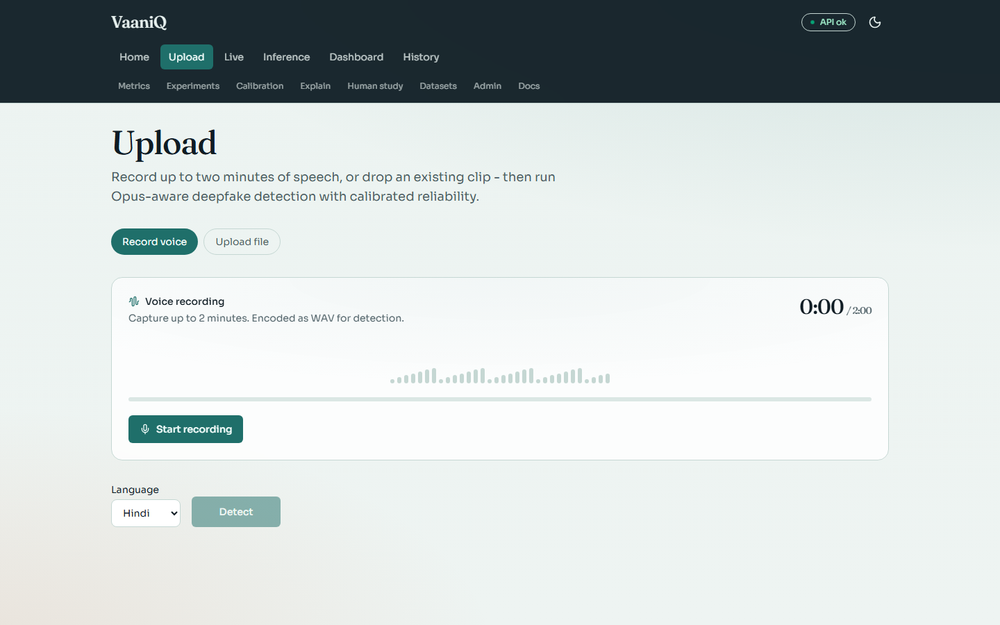 VaaniQ
API ok
Home Upload Live Inference Dashboard History
Metrics Experiments Calibration Explain Human study Datasets Admin Docs
Upload
Record up to two minutes of speech, or drop an existing clip - then run
Opus-aware deepfake detection with calibrated reliability.
Record voice Upload file
Voice recording
0:00 / 2:00
Capture up to 2 minutes. Encoded as WAV for detection.
Start recording
Language
Hindi
Detect